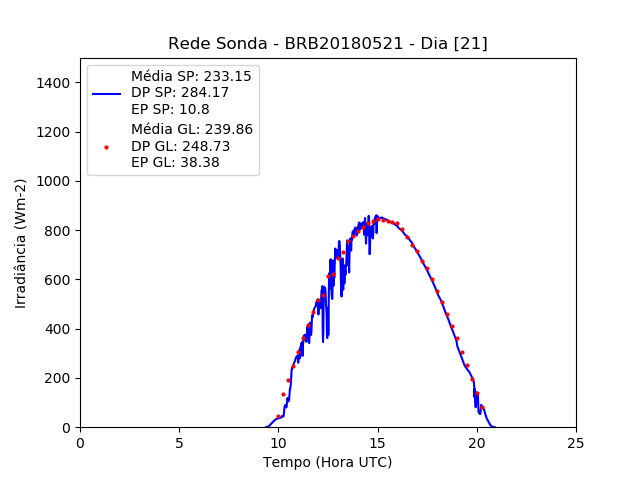 Rede Sonda - BRB20180521 - Dia [21]
Média SP: 233.15
DP SP: 284.17
EP SP: 10.8
Média GL: 239.86
DP GL: 248.73
EP GL: 38.38
Irradiância (Wm-2)
1400
1200
1000
800
600
400
200
0
0 5 10 15 20 25
Tempo (Hora UTC)